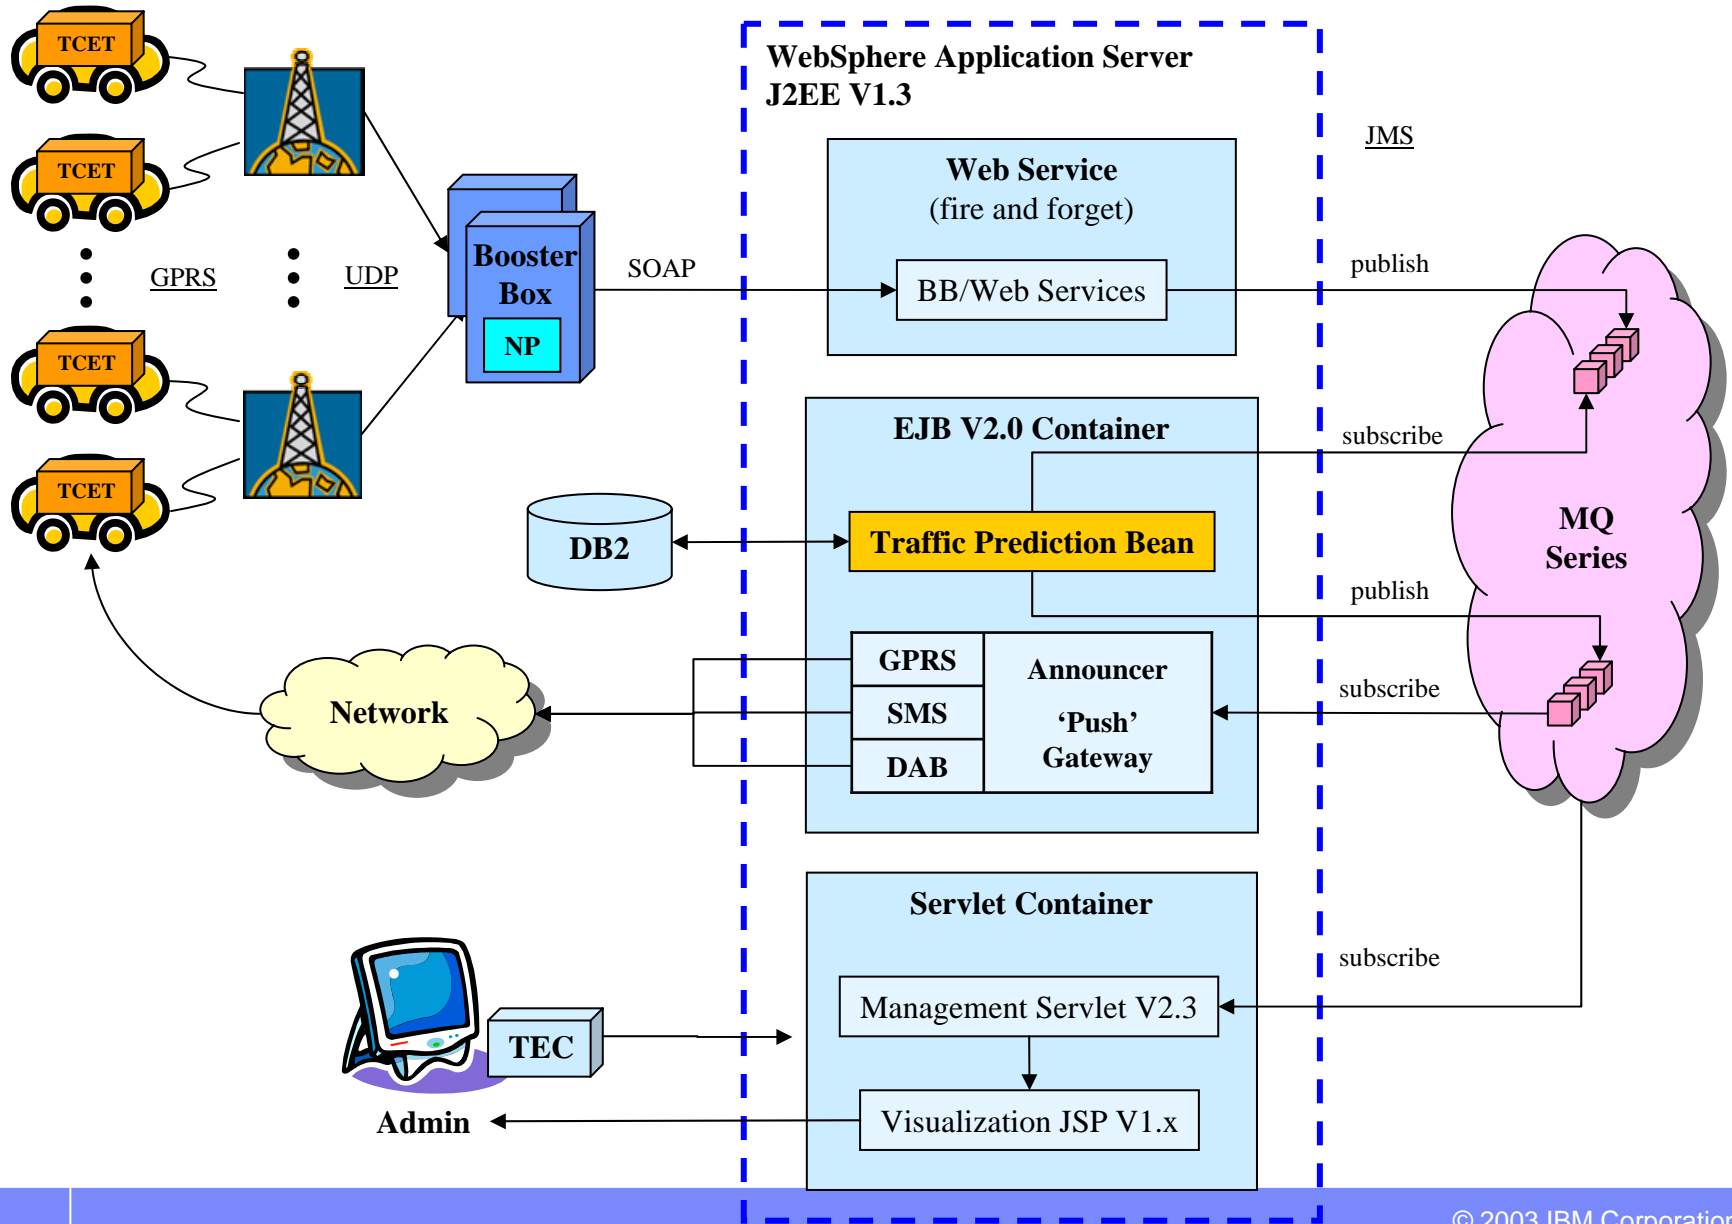 TCET
TCET
GPRS
UDP
TCET
TCET
Booster
Box
NP
SOAP
WebSphere Application Server
J2EE V1.3
Web Service
(fire and forget)
BB/Web Services
JMS
publish
EJB V2.0 Container
subscribe
DB2
Traffic Prediction Bean
MQ
Series
publish
GPRS
SMS
DAB
Announcer
‘Push’
Gateway
subscribe
Network
Servlet Container
subscribe
Management Servlet V2.3
TEC
Admin
Visualization JSP V1.x
© 2003 IBM Corporation